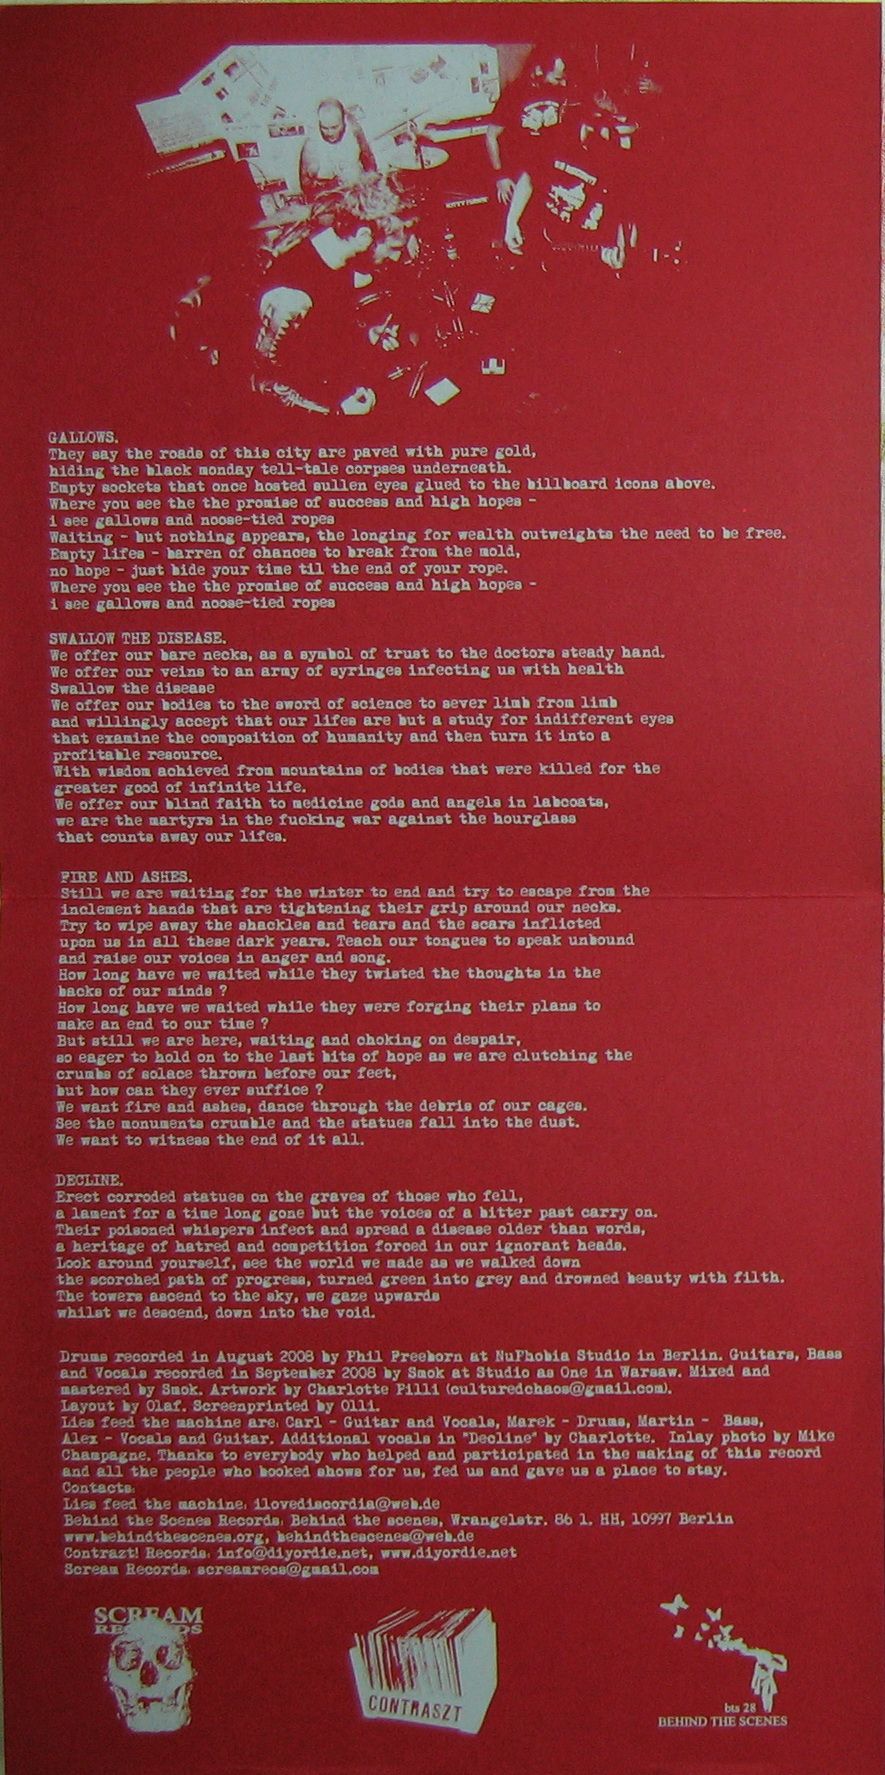 GALLOWS.
They say the roads of this city are paved with pure gold,
hiding the black monday tell-tale corpses underneath.
Empty sockets that once hosted sullen eyes glued to the billboard icons above.
Where you see the the promise of success and high hopes -
i see gallows and noose-tied ropes
Waiting - but nothing appears, the longing for wealth outweights the need to be free.
Empty lifes - barren of chances to break from the mold,
no hope - just bide your time til the end of your rope.
Where you see the the promise of success and high hopes -
i see gallows and noose-tied ropes
SWALLOW THE DISEASE.
We offer our bare necks, as a symbol of trust to the doctors steady hand.
We offer our veins to an army of syringes infecting us with health
Swallow the disease
We offer our bodies to the sword of science to sever limb from limb
and willingly accept that our lifes are but a study for indifferent eyes
that examine the composition of humanity and then turn it into a
profitable resource.
With wisdom achieved from mountains of bodies that were killed for the
greater good of infinite life.
We offer our blind faith to medicine gods and angels in labcoats,
we are the martyrs in the fucking war against the hourglass
that counts away our lifes.
FIRE AND ASHES.
Still we are waiting for the winter to end and try to escape from the
inclement hands that are tightening their grip around our necks.
Try to wipe away the shackles and tears and the scars inflicted
upon us in all these dark years. Teach our tongues to speak unbound
and raise our voices in anger and song.
How long have we waited while they twisted the thoughts in the
backs of our minds ?
How long have we waited while they were forging their plans to
make an end to our time ?
But still we are here, waiting and choking on despair,
so eager to hold on to the last bits of hope as we are clutching the
crumbs of solace thrown before our feet,
but how can they ever suffice ?
We want fire and ashes, dance through the debris of our cages.
See the monuments crumble and the statues fall into the dust.
We want to witness the end of it all.
DECLINE.
Erect corroded statues on the graves of those who fell,
a lament for a time long gone but the voices of a bitter past carry on.
Their poisoned whispers infect and spread a disease older than words,
a heritage of hatred and competition forced in our ignorant heads.
Look around yourself, see the world we made as we walked down
the scorched path of progress, turned green into grey and drowned beauty with filth.
The towers ascend to the sky, we gaze upwards
whilst we descend, down into the void.
Drums recorded in August 2008 by Phil Freeborn at NuPhobia Studio in Berlin. Guitars, Bass
and Vocals recorded in September 2008 by Smok at Studio as One in Warsaw. Mixed and
mastered by Smok. Artwork by Charlotte Pilli (culturedchaos@gmail.com).
Layout by Olaf. Screenprinted by Olli.
Lies feed the machine are: Carl - Guitar and Vocals, Marek - Drums, Martin - Bass,
Alex - Vocals and Guitar. Additional vocals in "Decline" by Charlotte. Inlay photo by Mike
Champagne. Thanks to everybody who helped and participated in the making of this record
and all the people who booked shows for us, fed us and gave us a place to stay.
Contacts:
Lies feed the machine: ilovediscordia@web.de
Behind the Scenes Records: Behind the scenes, Wrangelstr. 86 1. HH, 10997 Berlin
www.behindthescenes.org, behindthescenes@web.de
Contrazt! Records: info@diyordie.net, www.diyordie.net
Scream Records: screamrecs@gmail.com
SCREAM
RECORDS
CONTRASZT
bts 28
BEHIND THE SCENES